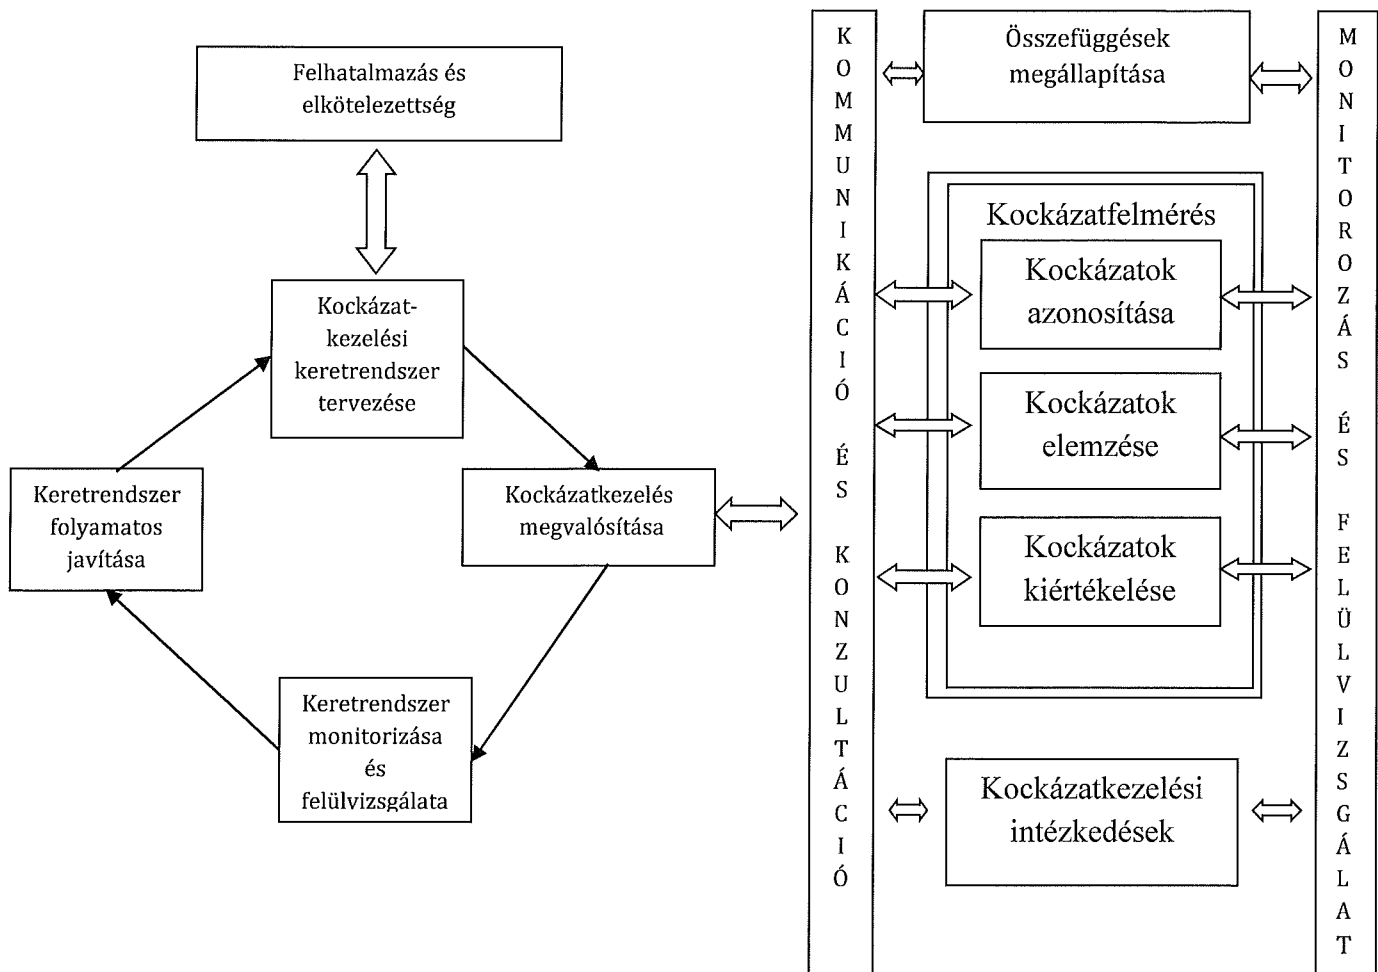 Felhatalmazás és
elkötelezettség
Kockázat-
kezelési
keretrendszer
tervezése
Keretrendszer
folyamatos
javítása
Kockázatkezelés
megvalósítása
Keretrendszer
monitorizása
és
felülvizsgálata
KOMMUNIKÁCIÓ ÉS KONZULTÁCIÓ
Összefüggések
megállapítása
Kockázatfelmérés
Kockázatok
azonosítása
Kockázatok
elemzése
Kockázatok
kiértékelése
Kockázatkezelési
intézkedések
MONITOROZÁS ÉS FELÜLVIZSGÁLAT